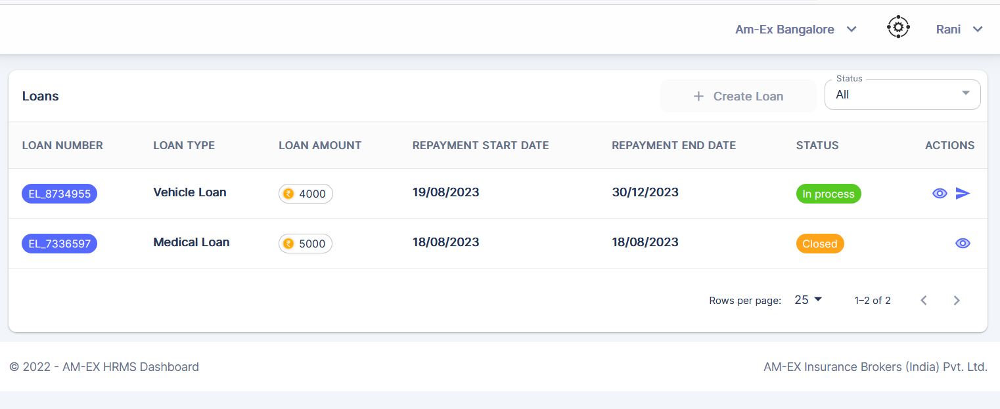 Am-Ex Bangalore Rani
Loans + Create Loan Status
All
LOAN NUMBER LOAN TYPE LOAN AMOUNT REPAYMENT START DATE REPAYMENT END DATE STATUS ACTIONS
EL_8734955 Vehicle Loan ₹ 4000 19/08/2023 30/12/2023 In process
EL_7336597 Medical Loan ₹ 5000 18/08/2023 18/08/2023 Closed
Rows per page: 25 1–2 of 2
© 2022 - AM-EX HRMS Dashboard AM-EX Insurance Brokers (India) Pvt. Ltd.